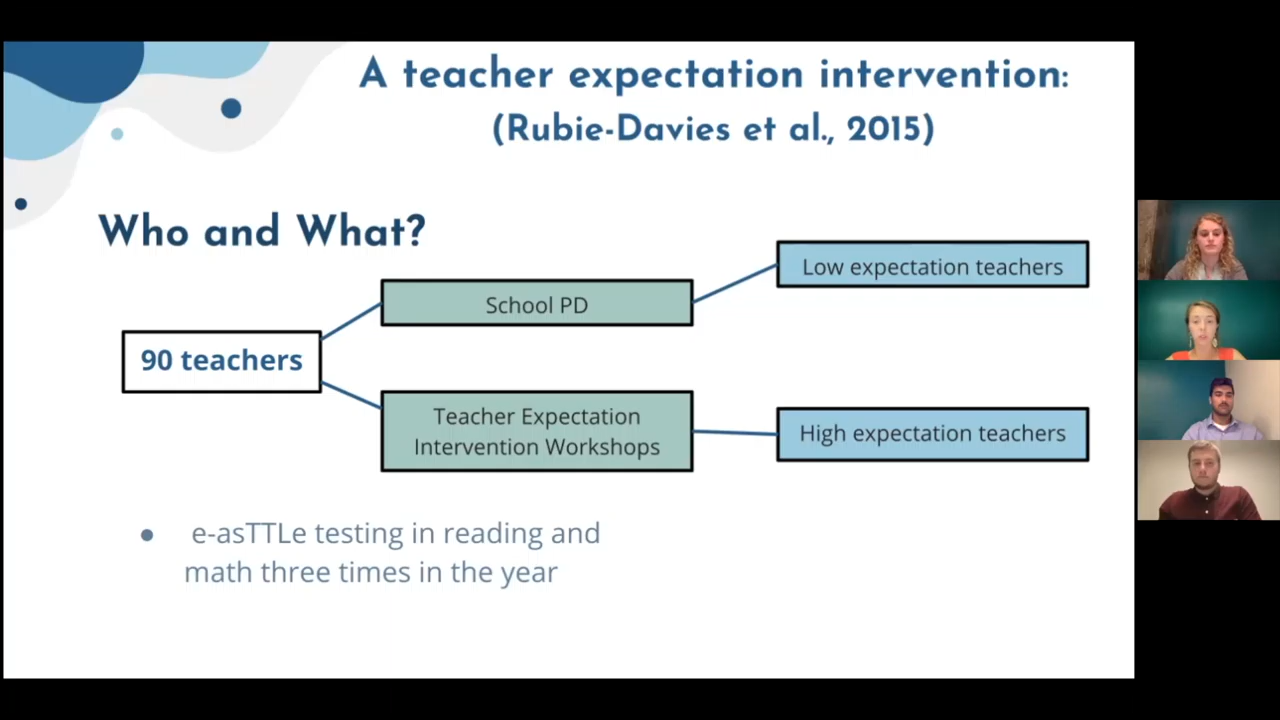 A teacher expectation intervention:
(Rubie-Davies et al., 2015)
Who and What?
90 teachers
School PD
Low expectation teachers
Teacher Expectation
Intervention Workshops
High expectation teachers
● e-asTTLe testing in reading and
math three times in the year